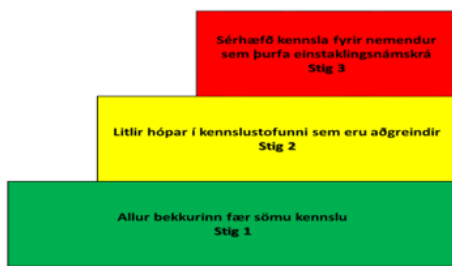 Sérhæfð kennsla fyrir nemendur
sem þurfa einstaklingsnámskrá
Stig 3
Litlir hópar í kennslustofunni sem eru aðgreindir
Stig 2
Allur bekkurinn fær sömu kennslu
Stig 1